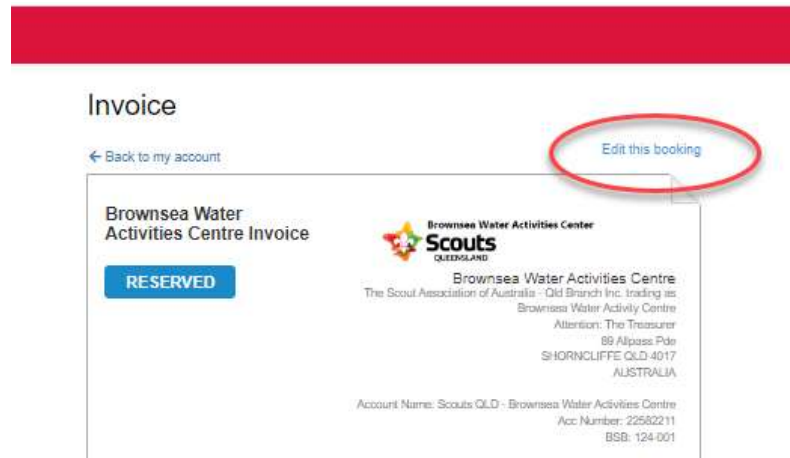 Invoice
Edit this booking
← Back to my account
Brownsea Water
Activities Centre Invoice
RESERVED
Brownsea Water Activities Center
Scouts
QUEENSLAND
Brownsea Water Activities Centre
The Scout Association of Australia - Qld Branch Inc. trading as
Brownsea Water Activity Centre
Attention: The Treasurer
89 Allpass Pde
SHORNCLIFFE QLD 4017
AUSTRALIA
Account Name: Scouts QLD - Brownsea Water Activities Centre
Acc Number: 22582211
BSB: 124-001